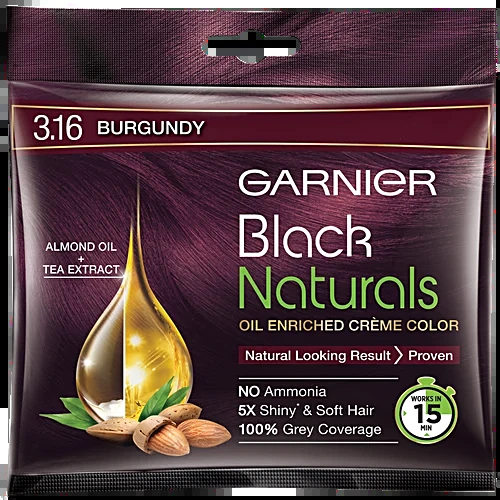 3.16 BURGUNDY
GARNIER
Black
Naturals
OIL ENRICHED CRÈME COLOR
ALMOND OIL
+
TEA EXTRACT
Natural Looking Result > Proven
NO Ammonia
5X Shiny* & Soft Hair
100% Grey Coverage
WORKS IN
15
MIN